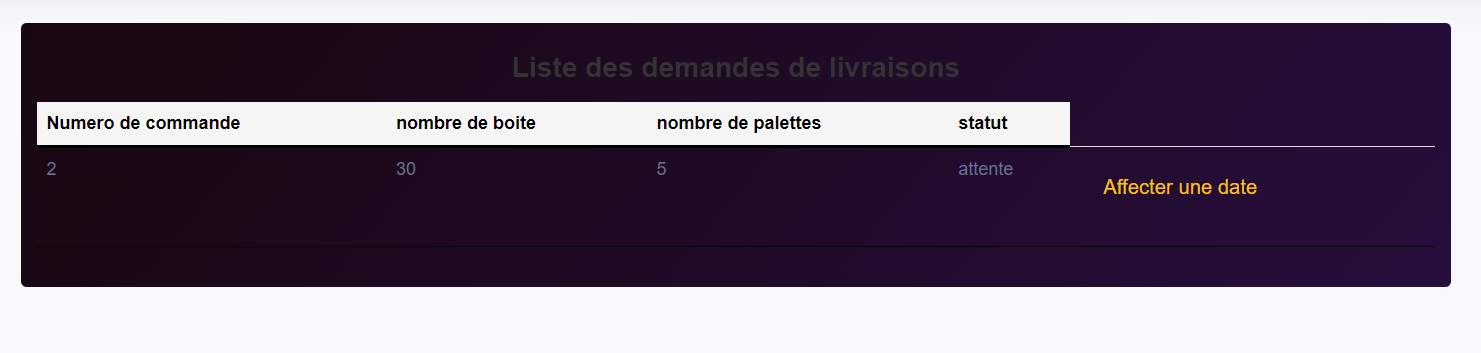 Liste des demandes de livraisons
Numero de commande nombre de boite nombre de palettes statut
2 30 5 attente
Affecter une date